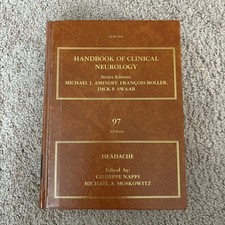 HANDBOOK OF CLINICAL
NEUROLOGY
Series Editors
MICHAEL J. AMINOFF, FRANÇOIS BOLLER,
DICK F. SWAAB
97
HEADACHE
Edited by:
GIUSEPPE NAPPI
MICHAEL A. MOSKOWITZ